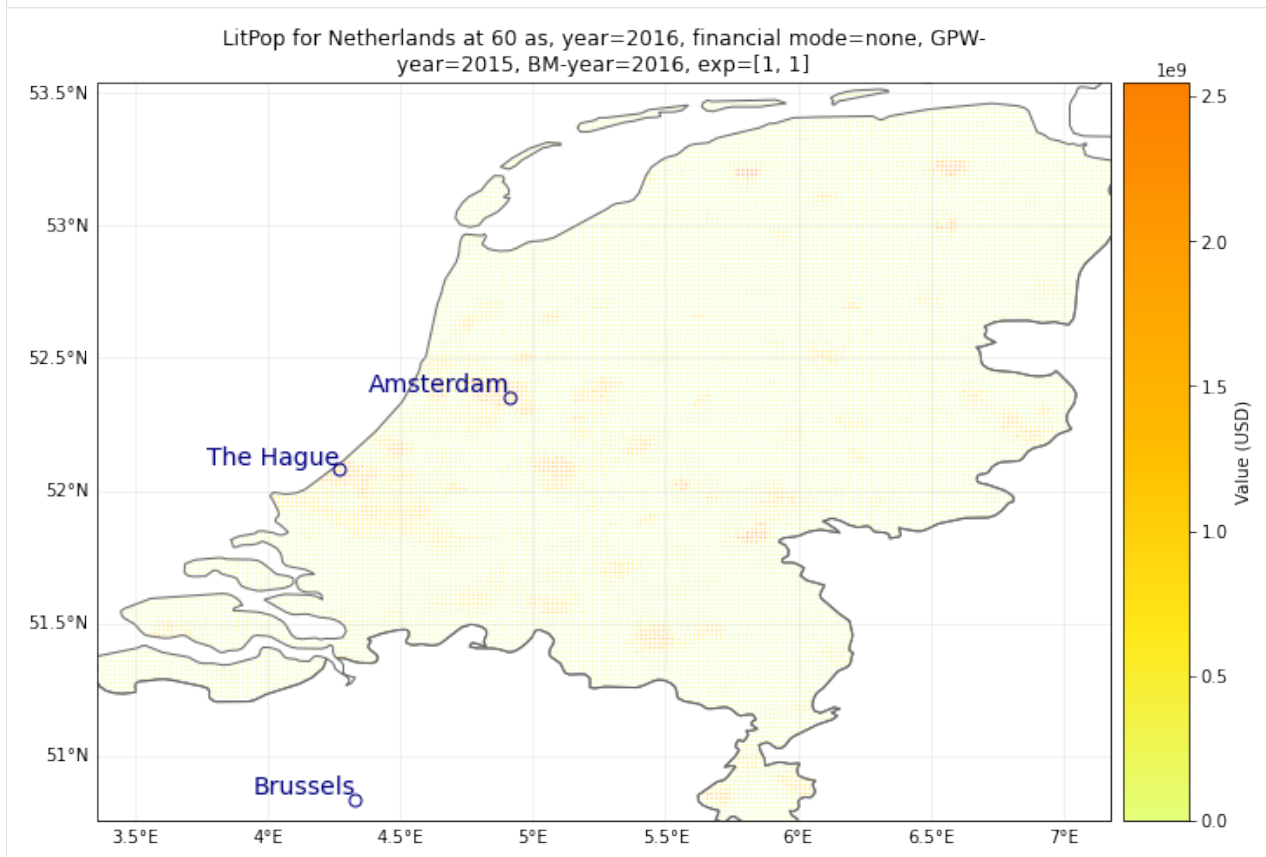 LitPop for Netherlands at 60 as, year=2016, financial mode=none, GPW-
year=2015, BM-year=2016, exp=[1, 1]
1e9
53.5°N
53°N
52.5°N
52°N
51.5°N
51°N
Amsterdam
The Hague
Brussels
3.5°E
4°E
4.5°E
5°E
5.5°E
6°E
6.5°E
7°E
2.5
2.0
1.5
1.0
0.5
0.0
Value (USD)